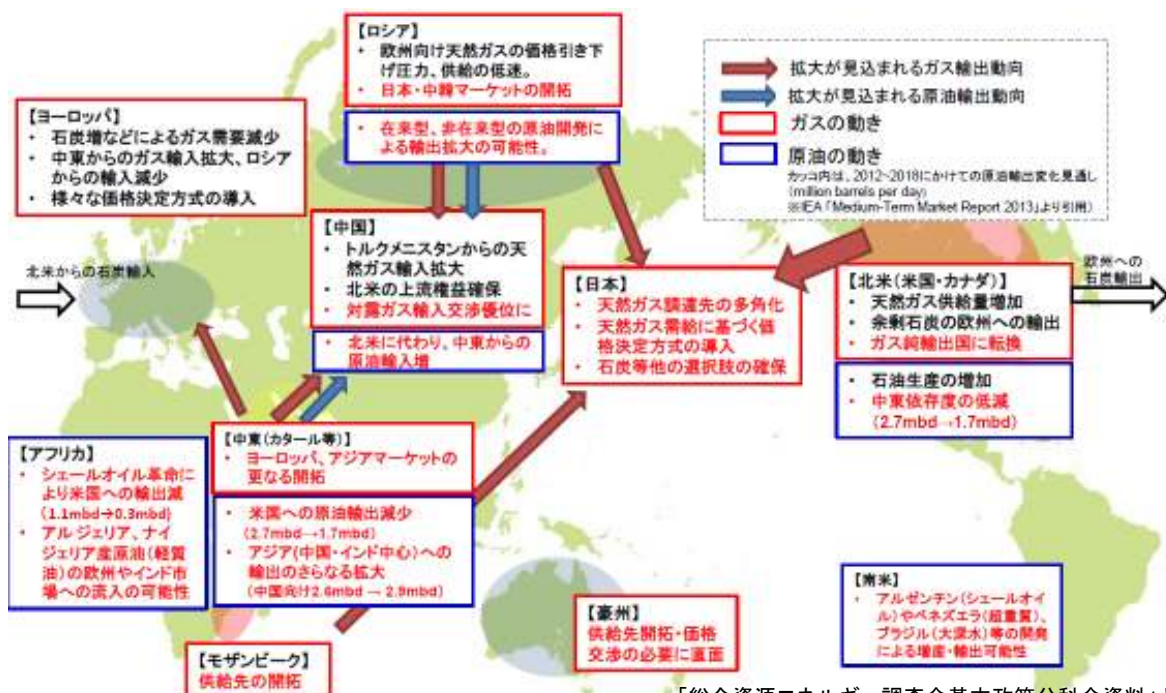 【ロシア】
・ 欧州向け天然ガスの価格引き下
げ圧力、供給の低迷。
・ 日本・中韓マーケットの開拓
・ 在来型、非在来型の原油開発に
よる輸出拡大の可能性。
拡大が見込まれるガス輸出動向
拡大が見込まれる原油輸出動向
ガスの動き
原油の動き
カッコ内は、2012~2018にかけての原油輸出変化見通し
(million barrels per day)
※IEA「Medium-Term Market Report 2013」より引用)
【ヨーロッパ】
・ 石炭増などによるガス需要減少
・ 中東からのガス輸入拡大、ロシア
からの輸入減少
・ 様々な価格決定方式の導入
北米からの石炭輸入
【中国】
・ トルクメニスタンからの天
然ガス輸入拡大
・ 北米の上流権益確保
・ 対露ガス輸入交渉優位に
・ 北米に代わり、中東からの
原油輸入増
【日本】
・ 天然ガス調達先の多角化
・ 天然ガス需給に基づく価
格決定方式の導入
・ 石炭等他の選択肢の確保
【北米(米国・カナダ)】
・ 天然ガス供給量増加
・ 余剰石炭の欧州への輸出
・ ガス純輸出国に転換
・ 石油生産の増加
・ 中東依存度の低減
(2.7mbd→1.7mbd)
欧州への
石炭輸出
【アフリカ】
・ シェールオイル革命に
より米国への輸出減
(1.1mbd→0.3mbd)
・ アルジェリア、ナイ
ジェリア産原油(軽質
油)の欧州やインド市
場への流入の可能性
【中東(カタール等)】
・ ヨーロッパ、アジアマーケットの
更なる開拓
・ 米国への原油輸出減少
(2.7mbd→1.7mbd)
・ アジア(中国・インド中心)への
輸出のさらなる拡大
(中国向け2.6mbd → 2.9mbd)
【モザンビーク】
供給先の開拓
【豪州】
供給先開拓・価格
交渉の必要に直面
【南米】
・ アルゼンチン(シェールオイ
ル)やベネズエラ(超重質)、
ブラジル(大深水)等の開発
による増産・輸出可能性